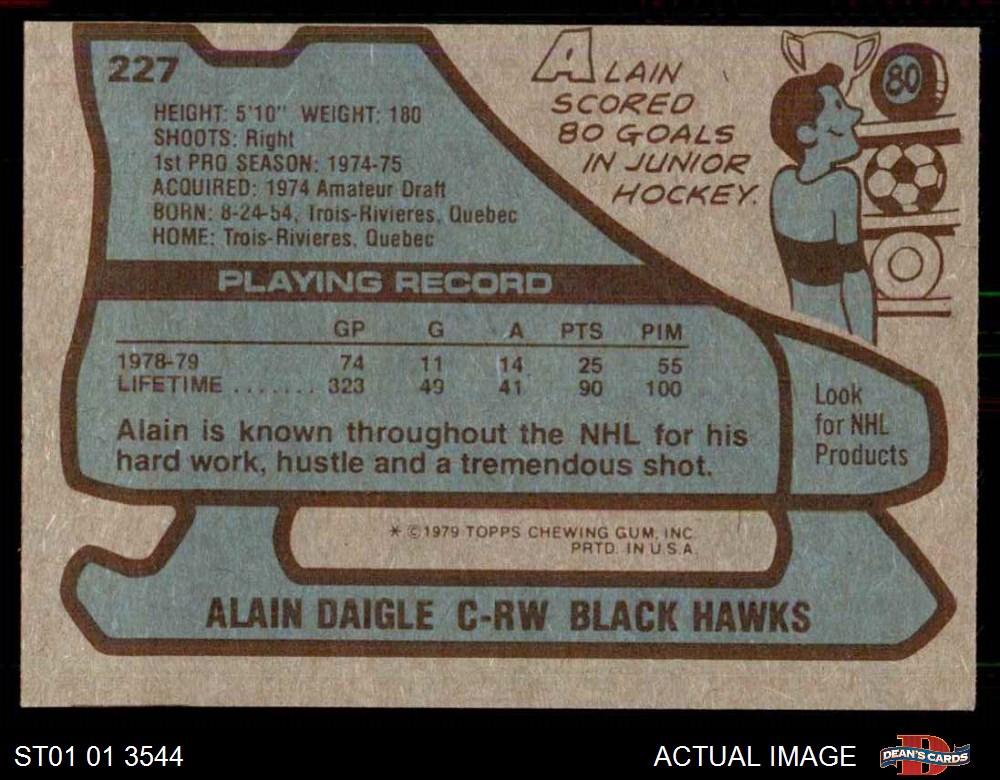 227
HEIGHT: 5'10" WEIGHT: 180
SHOOTS: Right
1st PRO SEASON: 1974-75
ACQUIRED: 1974 Amateur Draft
BORN: 8-24-54, Trois-Rivieres, Quebec
HOME: Trois-Rivieres, Quebec
ALAIN
SCORED
80 GOALS
IN JUNIOR
HOCKEY.
80
PLAYING RECORD
GP G A PTS PIM
1978-79 74 11 14 25 55
LIFETIME ....... 323 49 41 90 100
Alain is known throughout the NHL for his
hard work, hustle and a tremendous shot.
Look
for NHL
Products
* ©1979 TOPPS CHEWING GUM, INC
PRTD. IN U.S.A.
ALAIN DAIGLE C-RW BLACK HAWKS
ST01 01 3544
ACTUAL IMAGE
DEAN'S CARDS